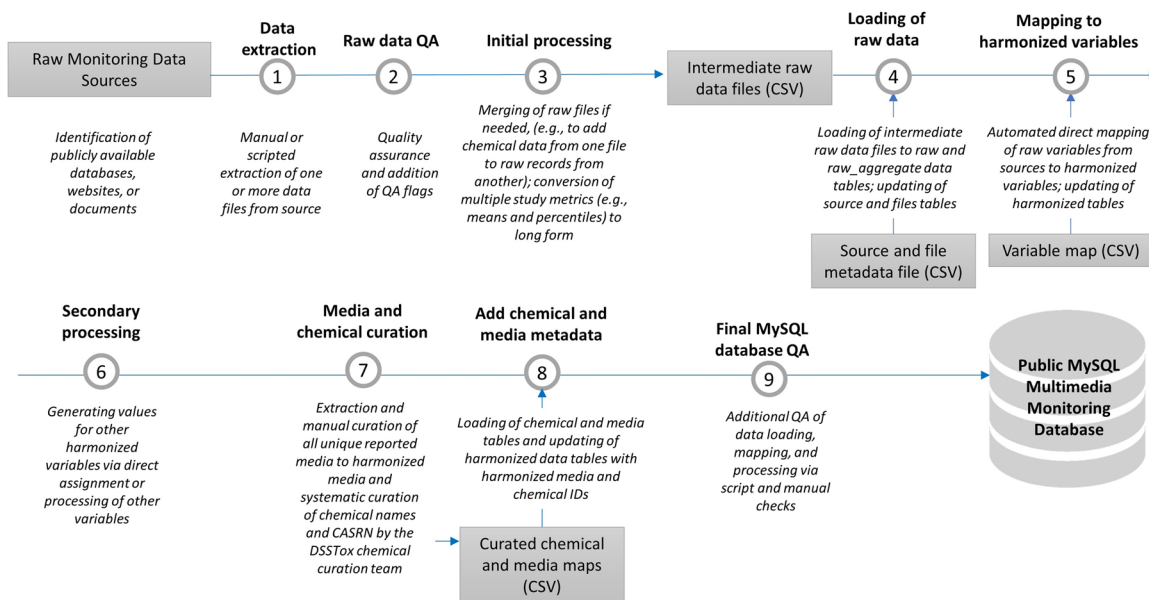 Raw Monitoring Data
Sources
Identification of
publicly available
databases,
websites, or
documents
Data
extraction
1
Manual or
scripted
extraction of one
or more data
files from source
Raw data QA
2
Quality
assurance
and addition
of QA flags
Initial processing
3
Merging of raw files if
needed, (e.g., to add
chemical data from one file
to raw records from
another); conversion of
multiple study metrics (e.g.,
means and percentiles) to
long form
Intermediate raw
data files (CSV)
Loading of
raw data
4
Loading of intermediate
raw data files to raw and
raw_aggregate data
tables; updating of
source and files tables
Source and file
metadata file (CSV)
Mapping to
harmonized variables
5
Automated direct mapping
of raw variables from
sources to harmonized
variables; updating of
harmonized tables
Variable map (CSV)
Secondary
processing
6
Generating values
for other
harmonized
variables via direct
assignment or
processing of other
variables
Media and
chemical curation
7
Extraction and
manual curation of
all unique reported
media to harmonized
media and
systematic curation
of chemical names
and CASRN by the
DSSTox chemical
curation team
Add chemical and
media metadata
8
Loading of chemical and media
tables and updating of
harmonized data tables with
harmonized media and
chemical IDs
Curated chemical
and media maps
(CSV)
Final MySQL
database QA
9
Additional QA of
data loading,
mapping, and
processing via
script and manual
checks
Public MySQL
Multimedia
Monitoring
Database